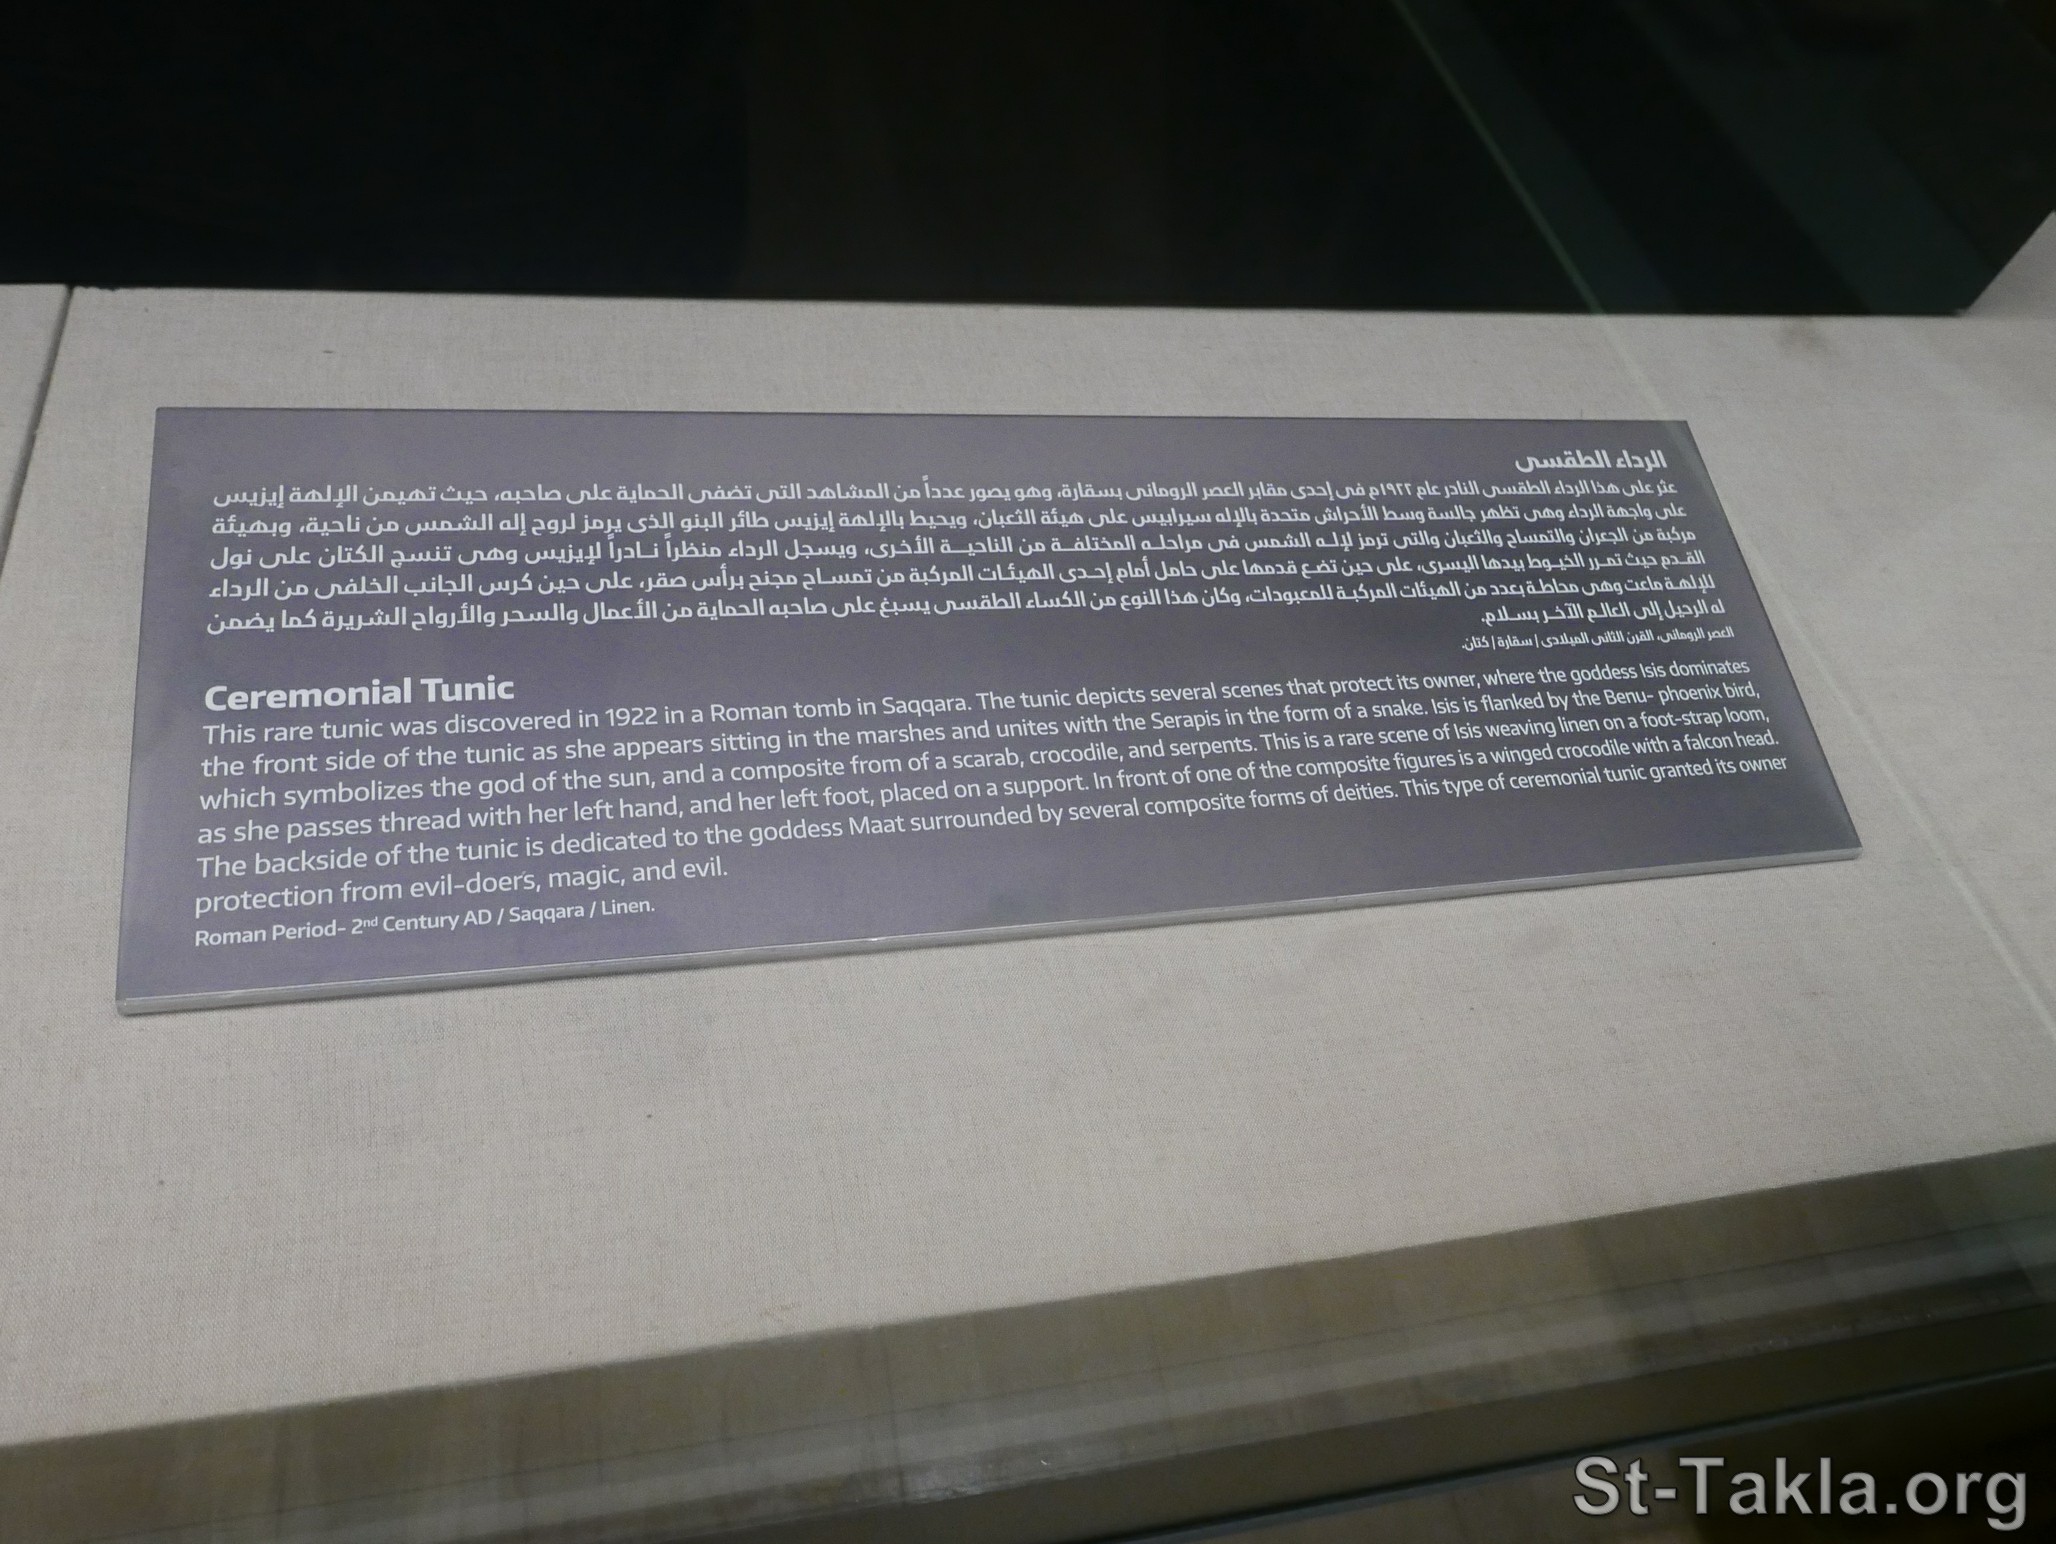 الرداء الطقسى
عثر على هذا الرداء الطقسى النادر عام ١٩٢٢م فى إحدى مقابر العصر الرومانى بسقارة، وهو يصور عدداً من المشاهد التى تضفى الحماية على صاحبه، حيث تهيمن الإلهة إيزيس
على واجهة الرداء وهى تظهر جالسة وسط الأحراش متحدة بالإله سيرابيس على هيئة الثعبان، ويحيط بالإلهة إيزيس طائر البنو الذى يرمز لروح إله الشمس من ناحية، وبهيئة
مركبة من الجعران والتمساح والثعبان والتى ترمز لإله الشمس فى مراحله المختلفة من الناحية الأخرى، ويسجل الرداء منظراً نادراً لإيزيس وهى تنسج الكتان على نول
القدم حيث تمرر الخيوط بيدها اليسرى، على حين تضع قدمها على حامل أمام إحدى الهيئات المركبة من تمساح مجنح برأس صقر، على حين كرس الجانب الخلفى من الرداء
للإلهة ماعت وهى محاطة بعدد من الهيئات المركبة للمعبودات، وكان هذا النوع من الكساء الطقسى يسبغ على صاحبه الحماية من الأعمال والسحر والأرواح الشريرة كما يضمن
له الرحيل إلى العالم الآخر بسلام.
العصر الرومانى، القرن الثانى الميلادى | سقارة | كتان.
Ceremonial Tunic
This rare tunic was discovered in 1922 in a Roman tomb in Saqqara. The tunic depicts several scenes that protect its owner, where the goddess Isis dominates
the front side of the tunic as she appears sitting in the marshes and unites with the Serapis in the form of a snake. Isis is flanked by the Benu- phoenix bird,
which symbolizes the god of the sun, and a composite from of a scarab, crocodile, and serpents. This is a rare scene of Isis weaving linen on a foot-strap loom,
as she passes thread with her left hand, and her left foot, placed on a support. In front of one of the composite figures is a winged crocodile with a falcon head.
The backside of the tunic is dedicated to the goddess Maat surrounded by several composite forms of deities. This type of ceremonial tunic granted its owner
protection from evil-doers, magic, and evil.
Roman Period- 2nd Century AD / Saqqara / Linen.
St-Takla.org